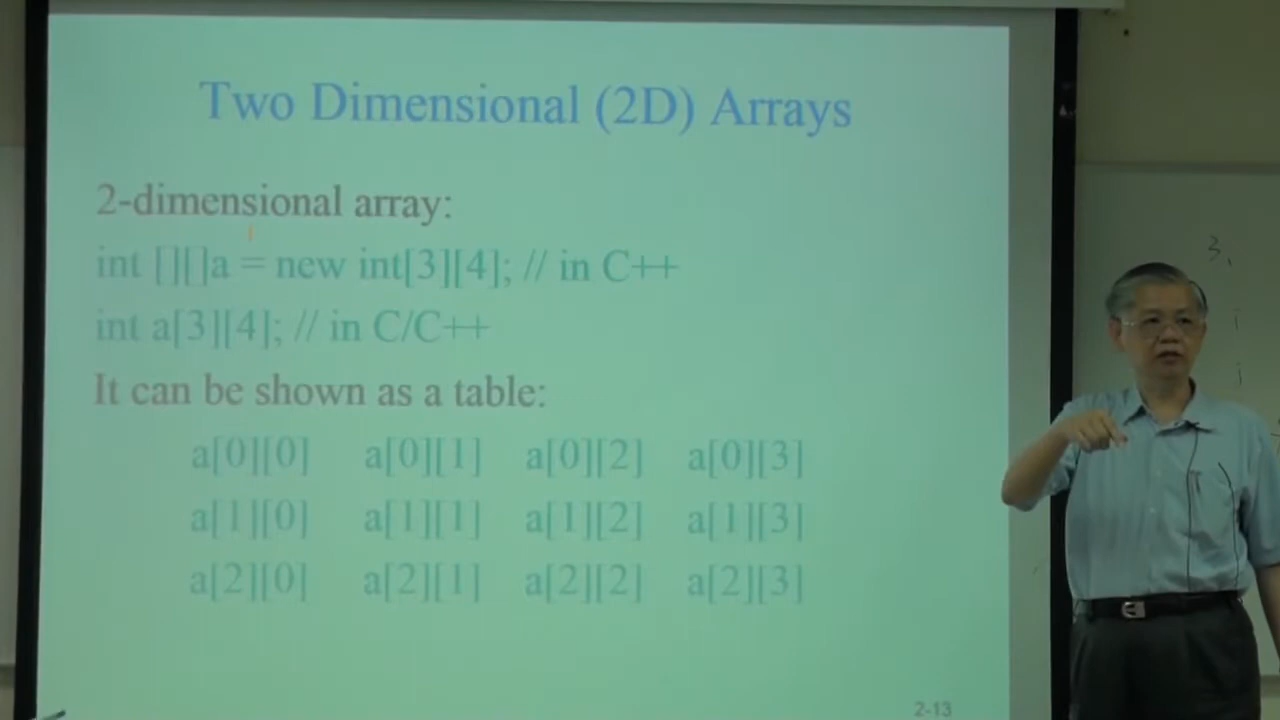 Two Dimensional (2D) Arrays
2-dimensional array:
int [][]a = new int[3][4]; // in C++
int a[3][4]; // in C/C++
It can be shown as a table:
a[0][0] a[0][1] a[0][2] a[0][3]
a[1][0] a[1][1] a[1][2] a[1][3]
a[2][0] a[2][1] a[2][2] a[2][3]
2-13
3,